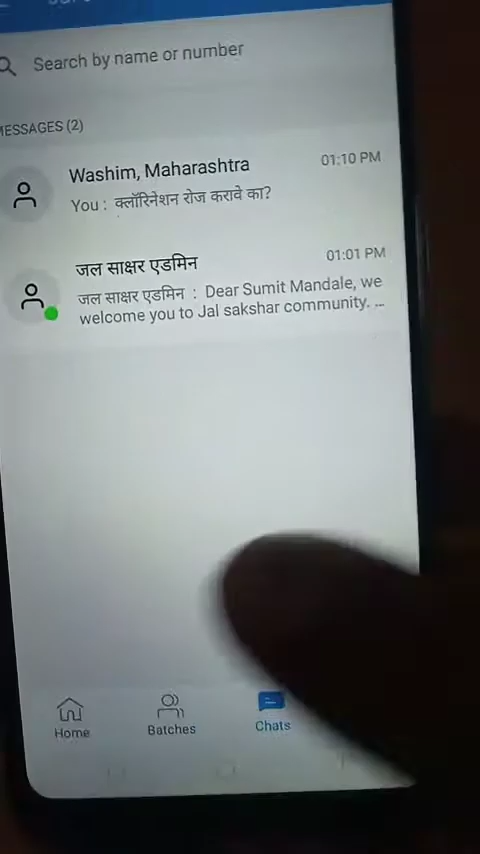 Search by name or number
MESSAGES (2)
Washim, Maharashtra
01:10 PM
You : क्लॉरिनेशन रोज करावे का?
जल साक्षर एडमिन
01:01 PM
जल साक्षर एडमिन : Dear Sumit Mandale, we
welcome you to Jal sakshar community. ...
Home
Batches
Chats